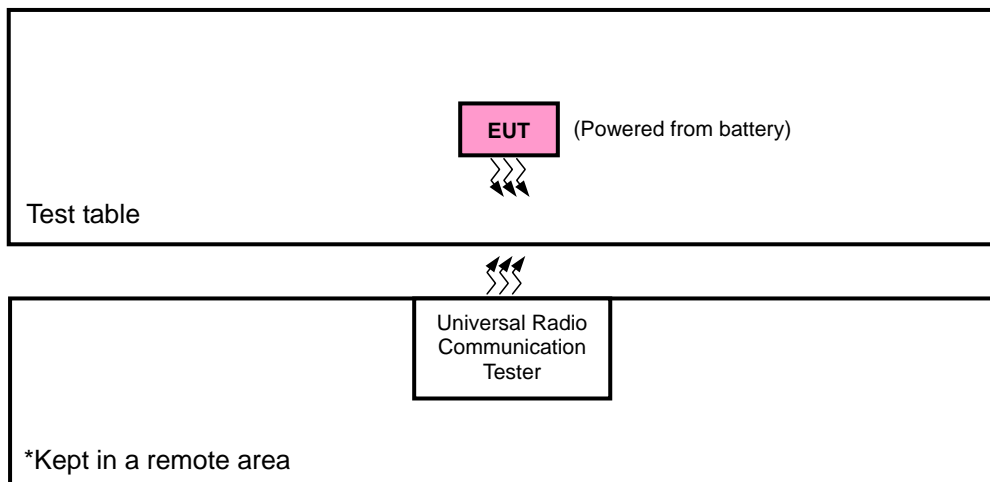 EUT
(Powered from battery)
Test table
Universal Radio
Communication
Tester
*Kept in a remote area